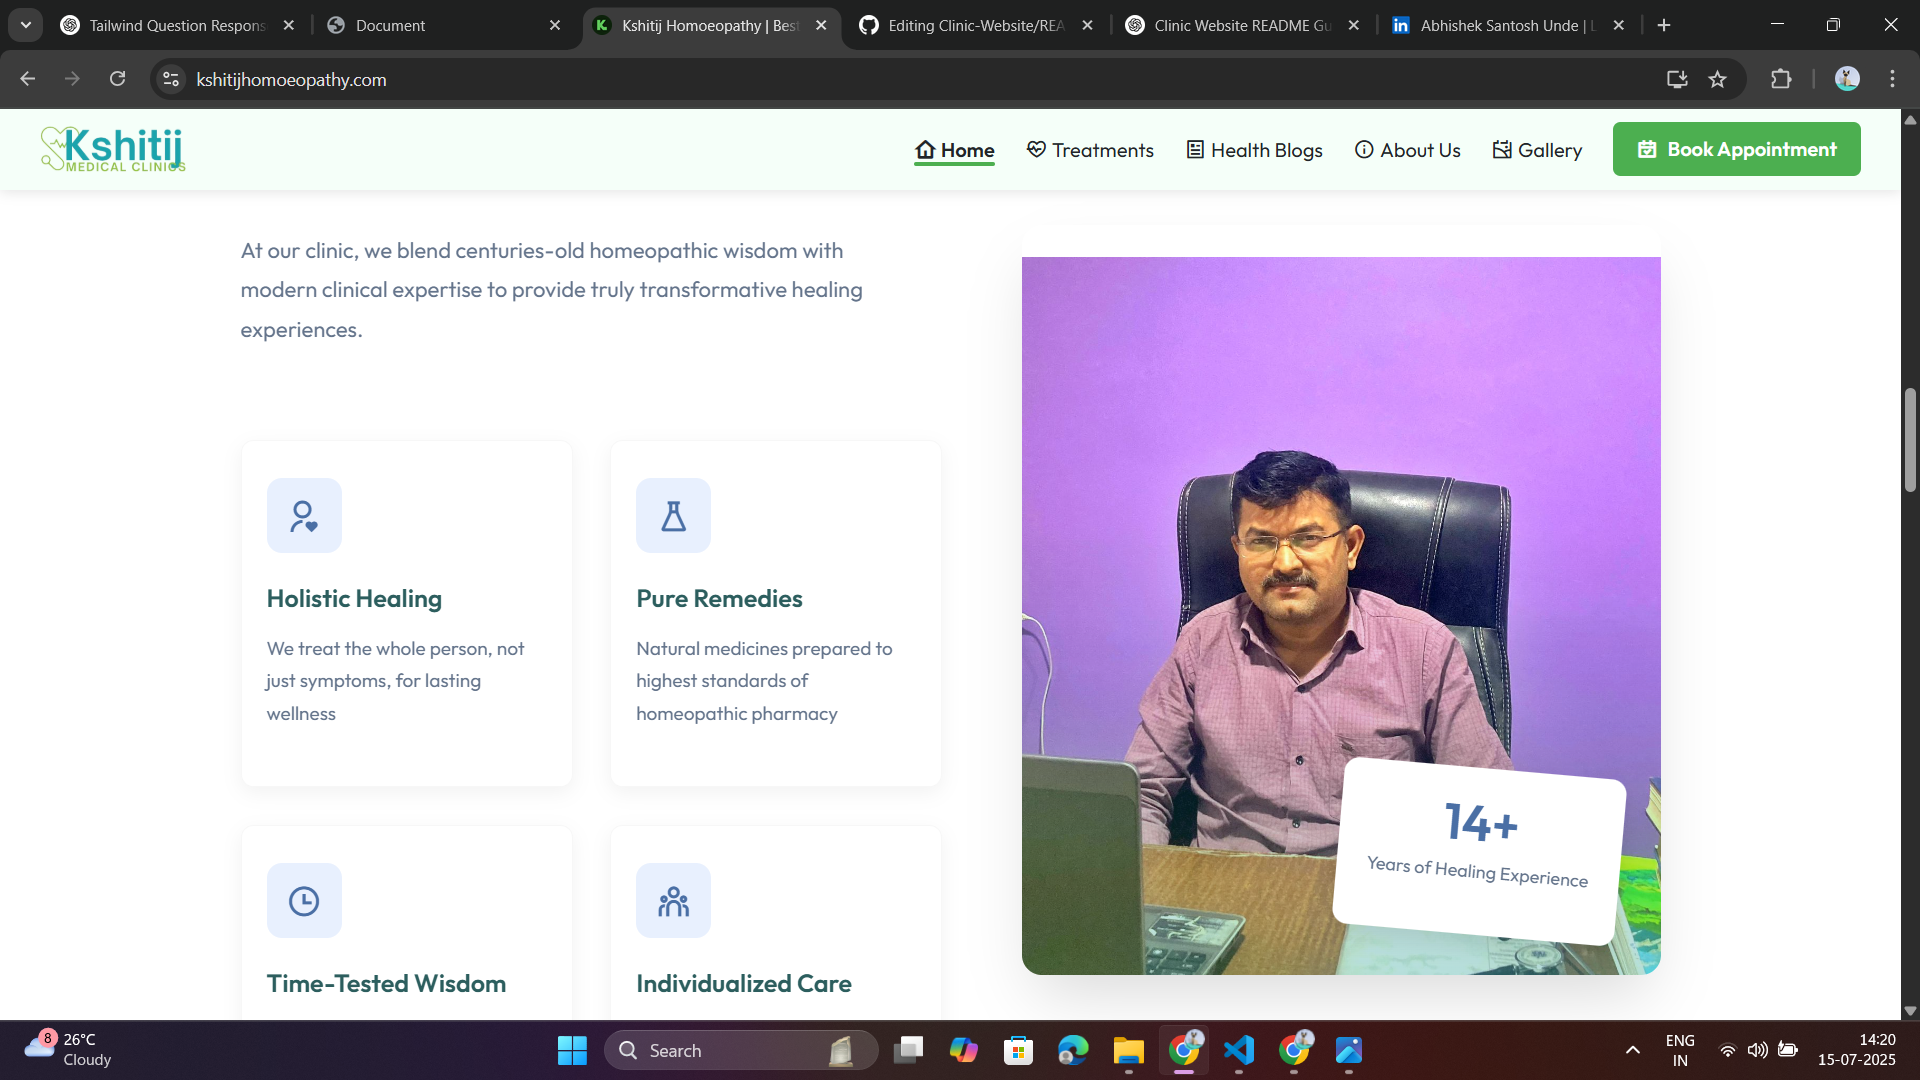 Tailwind Question Respons
Document
Kshitij Homoeopathy | Best
Editing Clinic-Website/REA
Clinic Website README Gu
Abhishek Santosh Unde | L
kshitijhomoeopathy.com
Kshitij
MEDICAL CLINICS
Home
Treatments
Health Blogs
About Us
Gallery
Book Appointment
At our clinic, we blend centuries-old homeopathic wisdom with
modern clinical expertise to provide truly transformative healing
experiences.
Holistic Healing
We treat the whole person, not
just symptoms, for lasting
wellness
Pure Remedies
Natural medicines prepared to
highest standards of
homeopathic pharmacy
14+
Years of Healing Experience
Time-Tested Wisdom
Individualized Care
8
26°C
Cloudy
Search
ENG
IN
14:20
15-07-2025